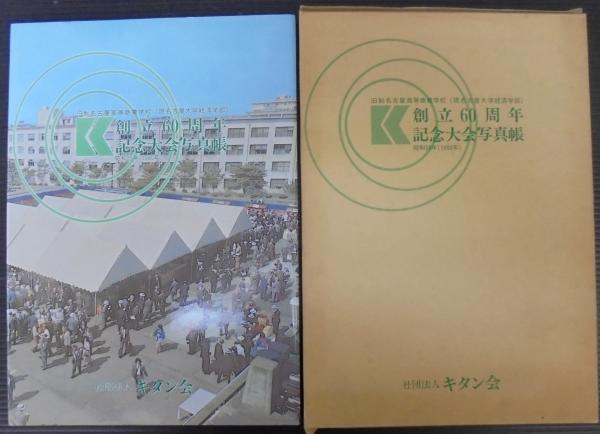 旧制名古屋高等商業学校（現名古屋大学経済学部）
創立60周年
記念大会写真帳
社団法人 キタン会
旧制名古屋高等商業学校（現名古屋大学経済学部）
創立60周年
記念大会写真帳
社団法人 キタン会